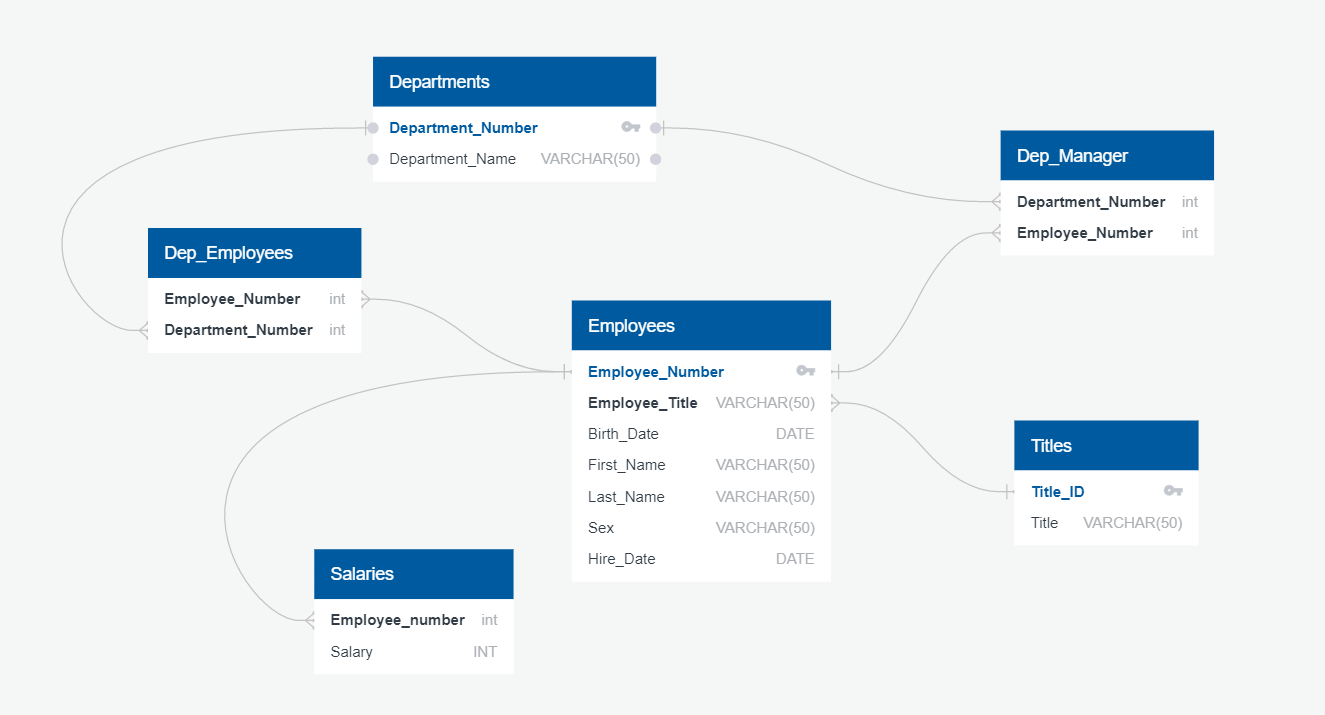 Departments
Department_Number
Department_Name VARCHAR(50)
Dep_Manager
Department_Number int
Employee_Number int
Dep_Employees
Employee_Number int
Department_Number int
Employees
Employee_Number
Employee_Title VARCHAR(50)
Birth_Date DATE
First_Name VARCHAR(50)
Last_Name VARCHAR(50)
Sex VARCHAR(50)
Hire_Date DATE
Titles
Title_ID
Title VARCHAR(50)
Salaries
Employee_number int
Salary INT